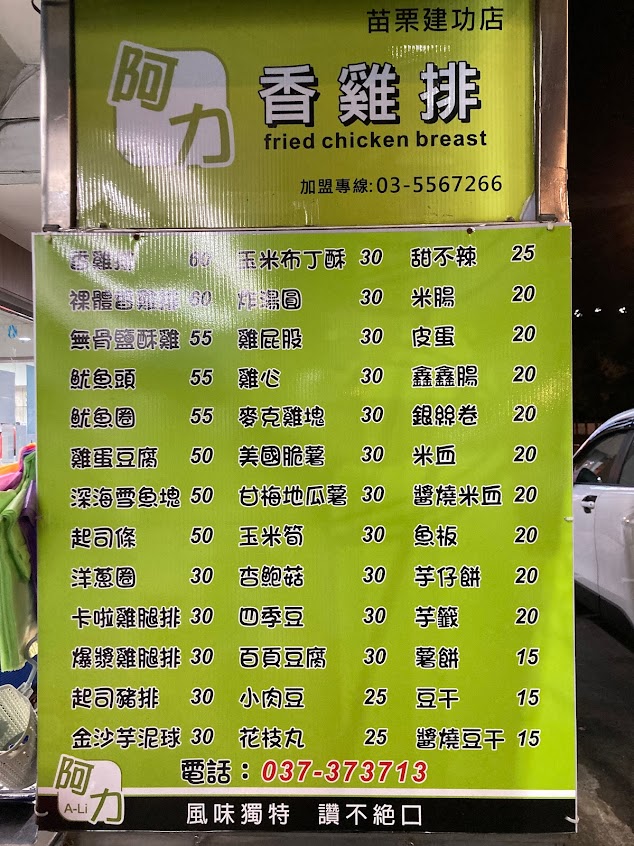 苗栗建功店
阿力
香雞排
fried chicken breast
加盟專線:03-5567266
香雞排 60 玉米布丁酥 30 甜不辣 25
裸體香雞排 60 炸湯圓 30 米腸 20
無骨鹽酥雞 55 雞屁股 30 皮蛋 20
魷魚頭 55 雞心 30 鑫鑫腸 20
魷魚圈 55 麥克雞塊 30 銀絲卷 20
雞蛋豆腐 50 美國脆薯 30 米血 20
深海雪魚塊 50 甘梅地瓜薯 30 醬燒米血 20
起司條 50 玉米筍 30 魚板 20
洋蔥圈 30 杏鮑菇 30 芋仔餅 20
卡啦雞腿排 30 四季豆 30 芋籤 20
爆漿雞腿排 30 百頁豆腐 30 薯餅 15
起司豬排 30 小肉豆 25 豆干 15
金沙芋泥球 30 花枝丸 25 醬燒豆干 15
電話：037-373713
阿力
A-Li
風味獨特 讚不絕口